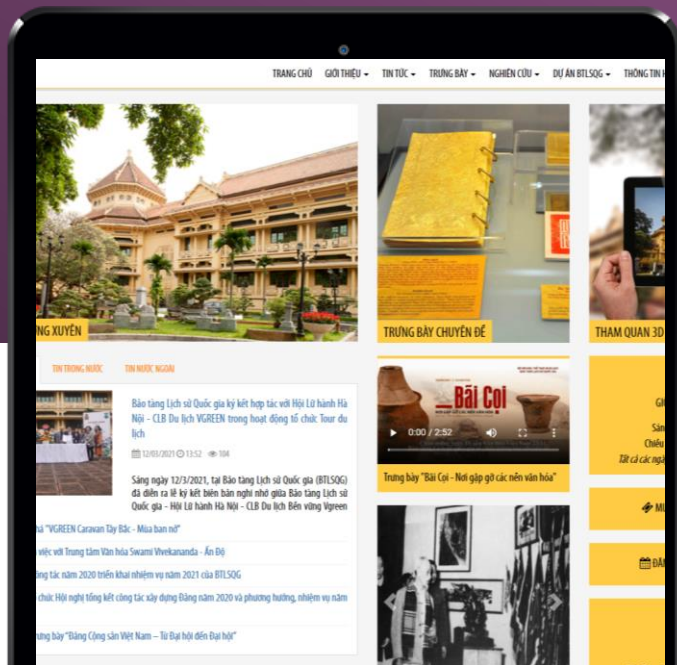 TRANG CHỦ GIỚI THIỆU TIN TỨC TRƯNG BÀY NGHIÊN CỨU DỰ ÁN BTLSQG THÔNG TIN
NG XUYÊN
TRƯNG BÀY CHUYÊN ĐỀ
THAM QUAN 3D
TIN TRONG NƯỚC TIN NƯỚC NGOÀI
Bảo tàng Lịch sử Quốc gia ký kết hợp tác với Hội Lữ hành Hà
Nội - CLB Du lịch VGREEN trong hoạt động tổ chức Tour du
lịch
12/03/2021 13:52 104
Sáng ngày 12/3/2021, tại Bảo tàng Lịch sử Quốc gia (BTLSQG)
đã diễn ra lễ ký kết biên bản nghi nhớ giữa Bảo tàng Lịch sử
Quốc gia - Hội Lữ hành Hà Nội - CLB Du lịch Bền vững Vgreen
"VGREEN Caravan Tây Bắc - Mùa ban nở"
việc với Trung tâm Văn hóa Swami Vivekananda - Ấn Độ
tác năm 2020 triển khai nhiệm vụ năm 2021 của BTLSQG
chức Hội nghị tổng kết công tác xây dựng Đảng năm 2020 và phương hướng, nhiệm vụ năm
trưng bày "Đảng Cộng sản Việt Nam – Từ Đại hội đến Đại hội"
Bãi Cọi
0:00 / 2:52
Trưng bày "Bãi Cọi - Nơi gặp gỡ các nền văn hóa"
Chiều
Tất cả các ngày